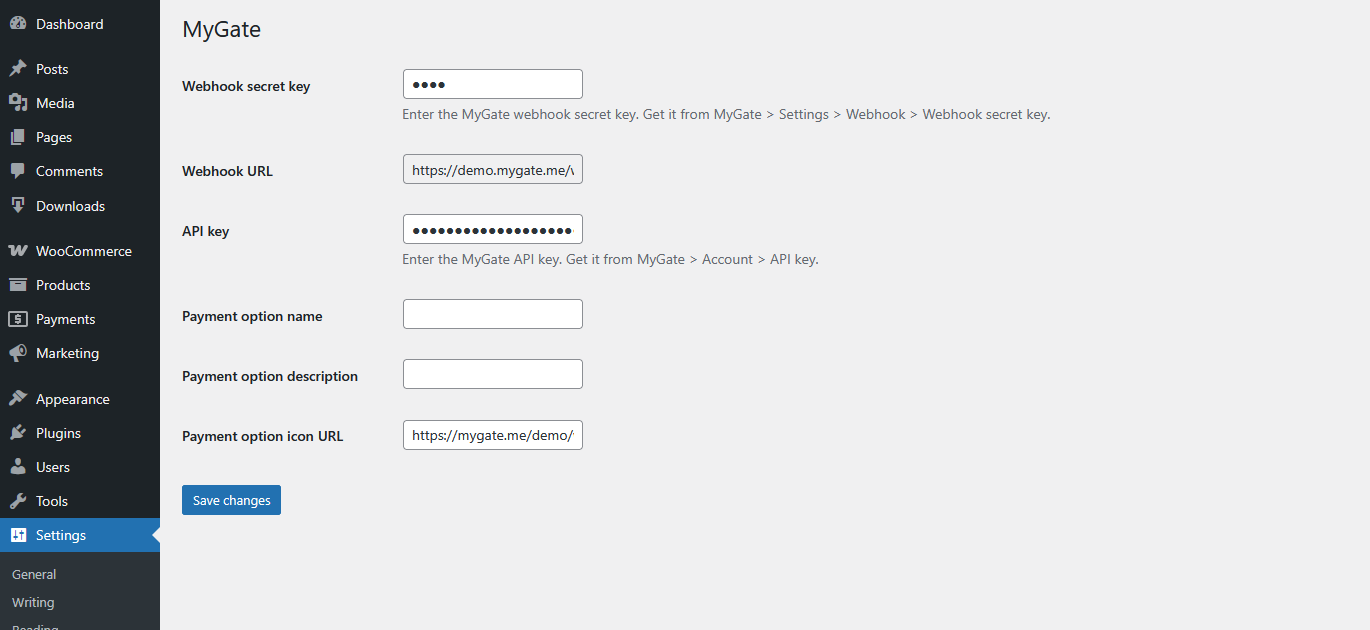 Dashboard
Posts
Media
Pages
Comments
Downloads
WooCommerce
Products
Payments
Marketing
Appearance
Plugins
Users
Tools
Settings
General
Writing
Reading
MyGate
Webhook secret key
••••
Enter the MyGate webhook secret key. Get it from MyGate > Settings > Webhook > Webhook secret key.
Webhook URL
https://demo.mygate.me/
API key
•••••••••••••••••••
Enter the MyGate API key. Get it from MyGate > Account > API key.
Payment option name
Payment option description
Payment option icon URL
https://mygate.me/demo/
Save changes